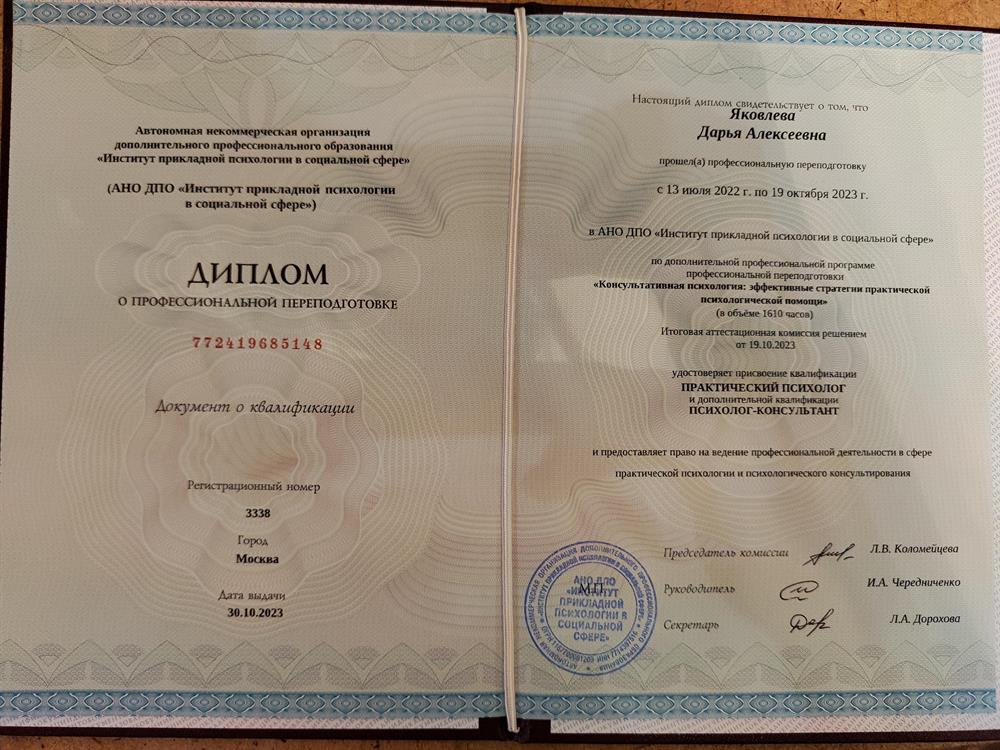 Автономная некоммерческая организация
дополнительного профессионального образования
«Институт прикладной психологии в социальной сфере»
(АНО ДПО «Институт прикладной психологии
в социальной сфере»)
ДИПЛОМ
О ПРОФЕССИОНАЛЬНОЙ ПЕРЕПОДГОТОВКЕ
772419685148
Документ о квалификации
Регистрационный номер
3338
Город
Москва
Дата выдачи
30.10.2023
Настоящий диплом свидетельствует о том, что
Яковлева
Дарья Алексеевна
прошел(а) профессиональную переподготовку
с 13 июля 2022 г. по 19 октября 2023 г.
в АНО ДПО «Институт прикладной психологии в социальной сфере»
по дополнительной профессиональной программе
профессиональной переподготовки
«Консультативная психология: эффективные стратегии практической
психологической помощи»
(в объёме 1610 часов)
Итоговая аттестационная комиссия решением
от 19.10.2023
удостоверяет присвоение квалификации
ПРАКТИЧЕСКИЙ ПСИХОЛОГ
и дополнительной квалификации
ПСИХОЛОГ-КОНСУЛЬТАНТ
и предоставляет право на ведение профессиональной деятельности в сфере
практической психологии и психологического консультирования
Председатель комиссии Л.В. Коломейцева
Руководитель И.А. Чередниченко
Секретарь Л.А. Дорохова
М.П.
АНО ДПО
«ИНСТИТУТ
ПРИКЛАДНОЙ
ПСИХОЛОГИИ В
СОЦИАЛЬНОЙ
СФЕРЕ»